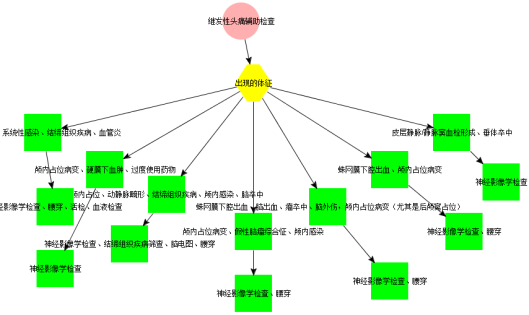 继发性头痛辅助检查
出现的体征
系统性感染、结缔组织疾病、血管炎
皮层静脉/静脉窦血栓形成、垂体卒中
颅内占位病变、硬膜下血肿、过度使用药物
蛛网膜下腔出血、颅内占位病变
神经影像学检查
颅内占位、动静脉畸形、结缔组织疾病、颅内感染、脑卒中
神经影像学检查、腰穿、活检、血液检查
蛛网膜下腔出血、脑出血、瘤卒中、脑外伤，颅内占位病变（尤其是后颅窝占位）
颅内占位病变、假性脑瘤综合征、颅内感染
神经影像学检查、腰穿
神经影像学检查、结缔组织疾病筛查、脑电图、腰穿
神经影像学检查
神经影像学检查、腰穿
神经影像学检查、腰穿